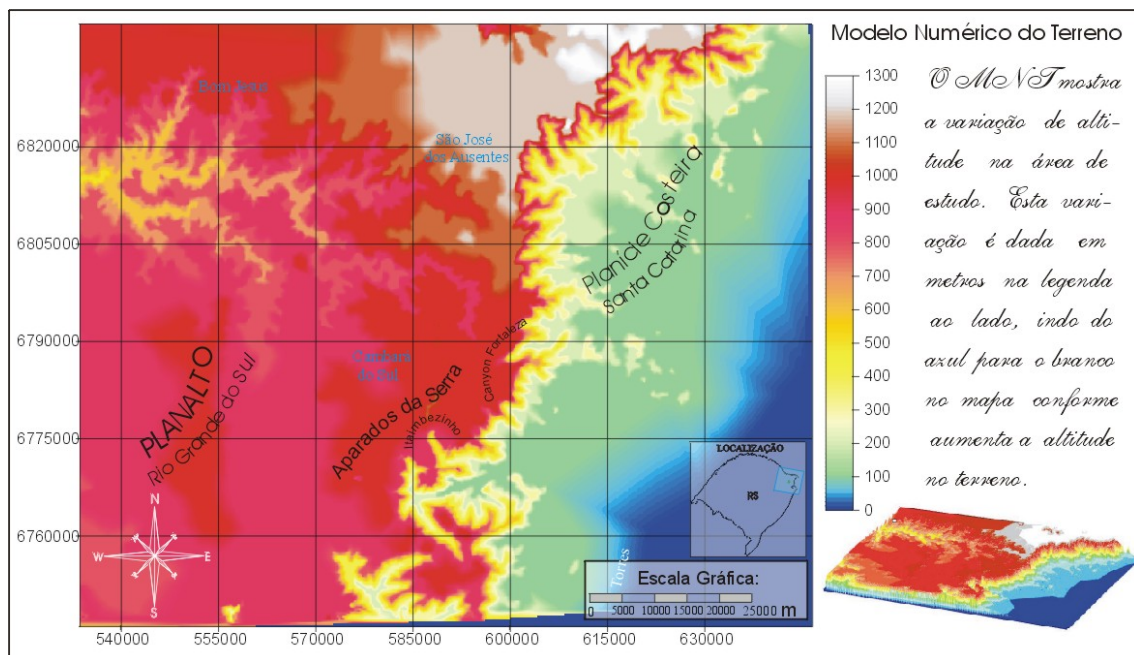 Modelo Numérico do Terreno
1300
1200
1100
1000
900
800
700
600
500
400
300
200
100
0
O MNT mostra
a variação de alti-
tude na área de
estudo. Esta vari-
ação é dada em
metros na legenda
ao lado, indo do
azul para o branco
no mapa conforme
aumenta a altitude
no terreno.
Bom Jesus
São José
dos Ausentes
Planície Costeira
Santa Catarina
Canyon Fortaleza
Cambara
do Sul
PLANALTO
Rio Grande do Sul
Aparados da Serra
Itaimbezinho
LOCALIZAÇÃO
RS
Torres
N
W
E
S
Escala Gráfica:
0 5000 10000 15000 20000 25000 m
6820000
6805000
6790000
6775000
6760000
540000 555000 570000 585000 600000 615000 630000